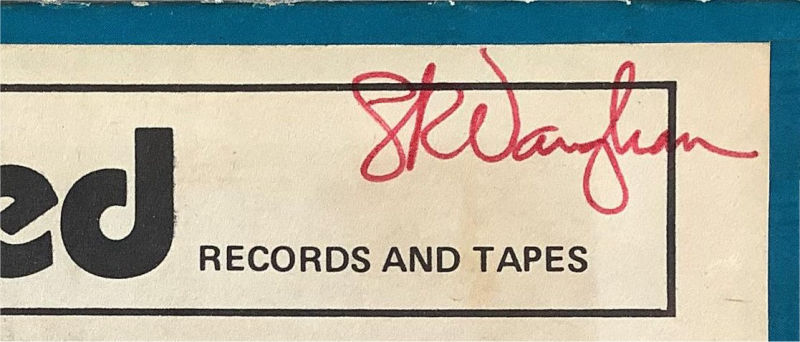 SRVaughan
ed RECORDS AND TAPES